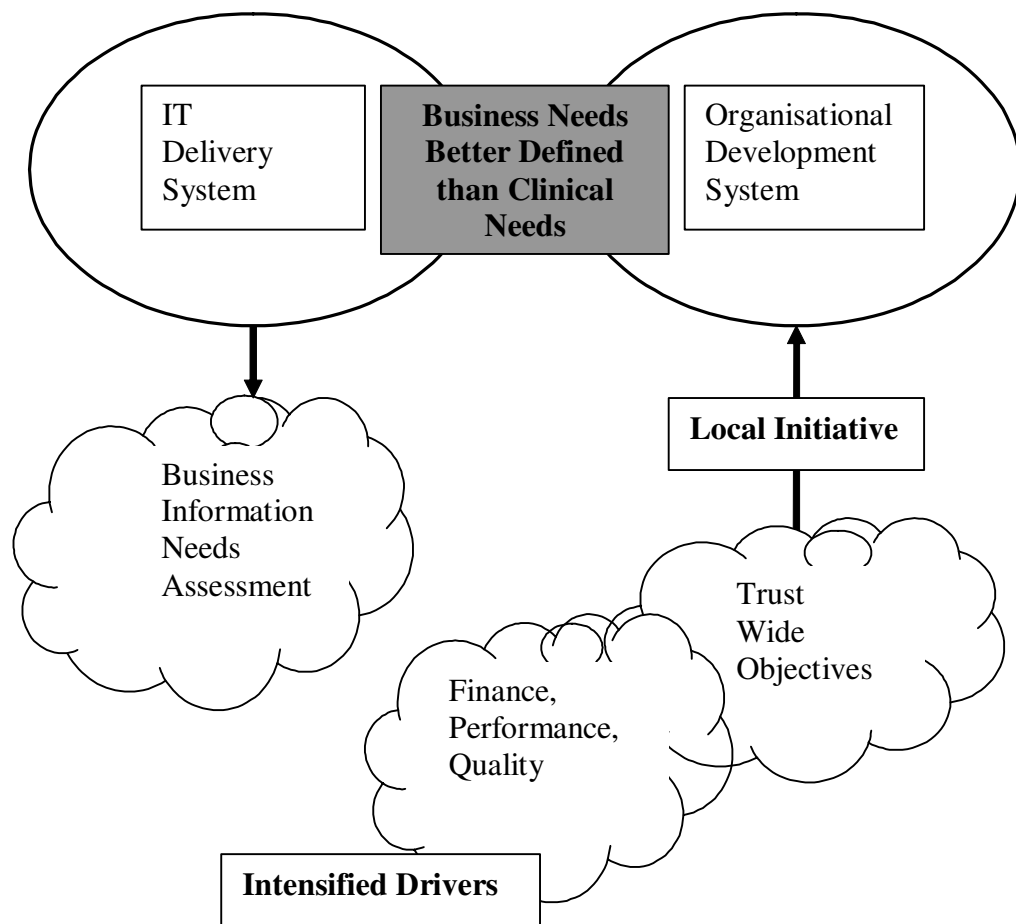 IT
Delivery
System
Business Needs
Better Defined
than Clinical
Needs
Organisational
Development
System
Local Initiative
Business
Information
Needs
Assessment
Trust
Wide
Objectives
Finance,
Performance,
Quality
Intensified Drivers